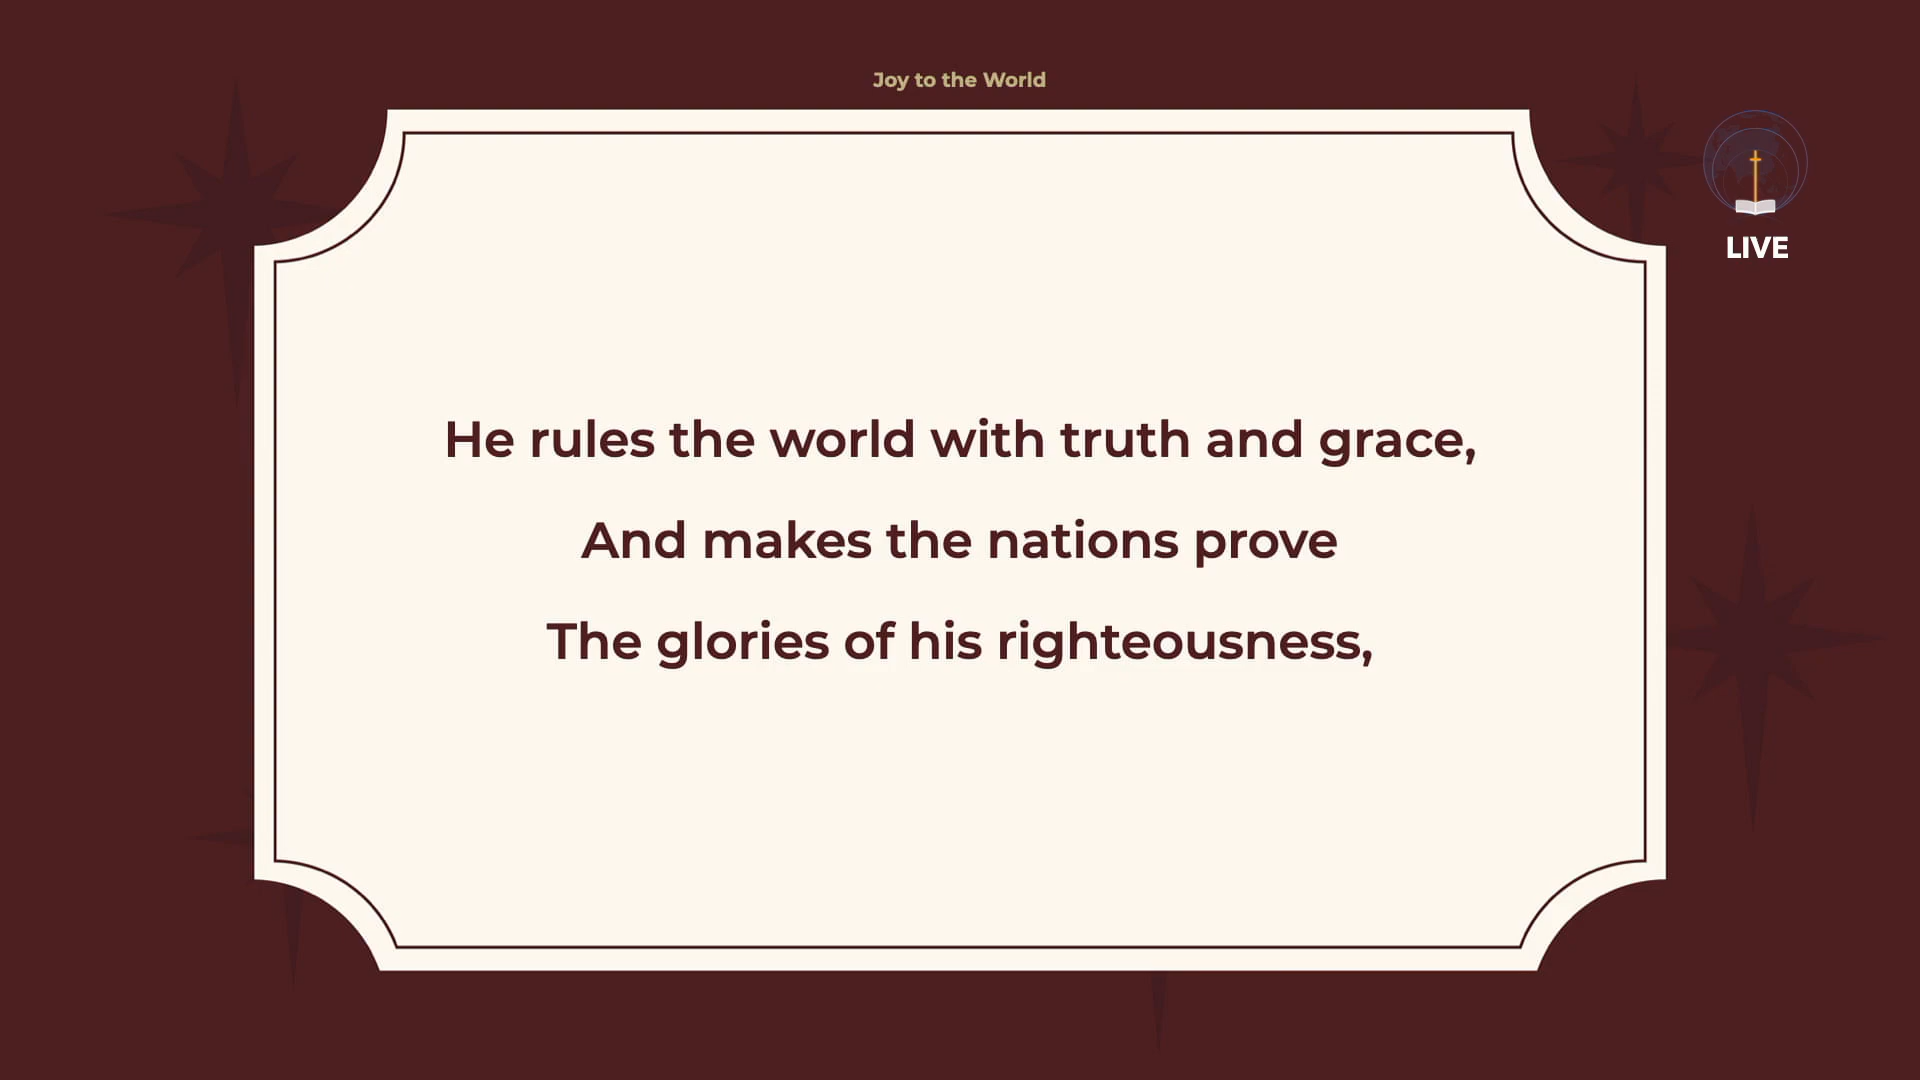 Joy to the World
LIVE
He rules the world with truth and grace,
And makes the nations prove
The glories of his righteousness,